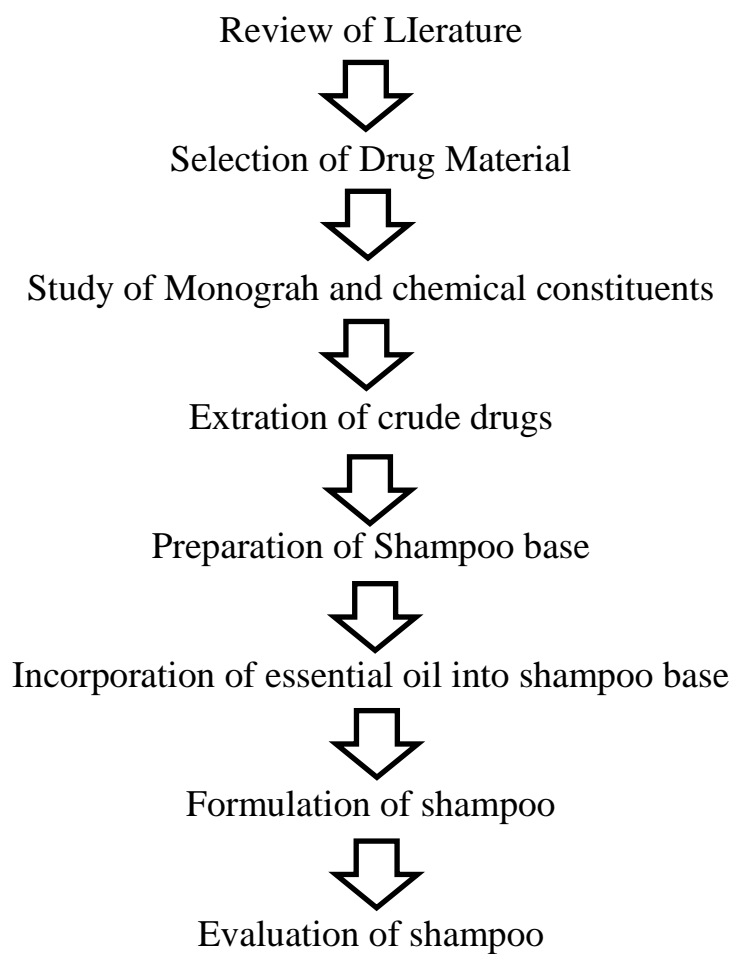 Review of LIerature
Selection of Drug Material
Study of Monograh and chemical constituents
Extration of crude drugs
Preparation of Shampoo base
Incorporation of essential oil into shampoo base
Formulation of shampoo
Evaluation of shampoo